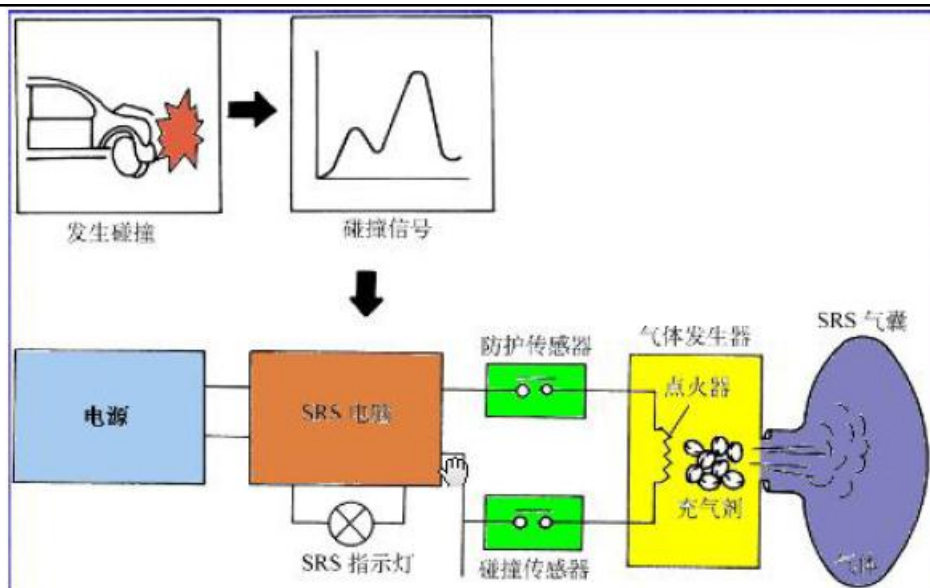 发生碰撞
碰撞信号
电源
SRS 电脑
防护传感器
气体发生器
SRS 气囊
点火器
充气剂
SRS 指示灯
碰撞传感器
气体